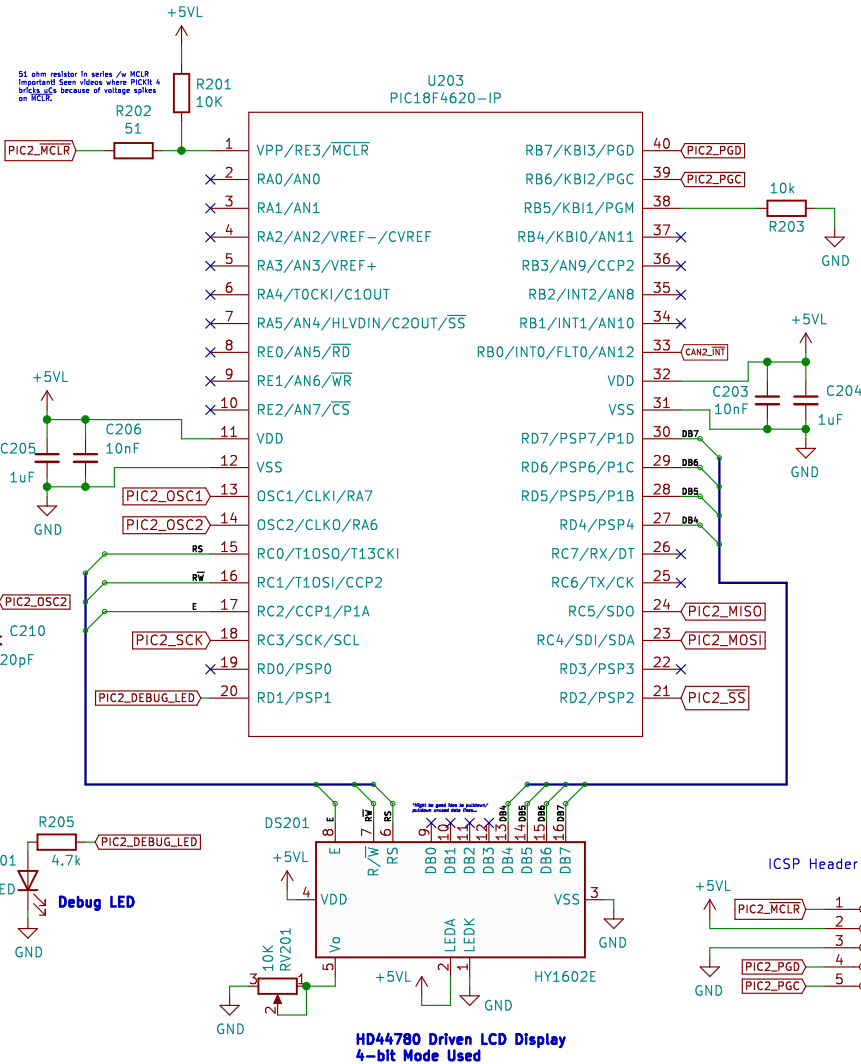 +5VL
51 ohm resistor in series /w MCLR
important! Seen videos where PICKit 4
bricks uCs because of voltage spikes
on MCLR.
R201
10K
R202
51
PIC2_MCLR
U203
PIC18F4620-IP
1 VPP/RE3/MCLR
2 RA0/AN0
3 RA1/AN1
4 RA2/AN2/VREF-/CVREF
5 RA3/AN3/VREF+
6 RA4/T0CKI/C1OUT
7 RA5/AN4/HLVDIN/C2OUT/SS
8 RE0/AN5/RD
9 RE1/AN6/WR
10 RE2/AN7/CS
11 VDD
12 VSS
PIC2_OSC1 13 OSC1/CLKI/RA7
PIC2_OSC2 14 OSC2/CLKO/RA6
RS 15 RC0/T1OSO/T13CKI
RW 16 RC1/T1OSI/CCP2
E 17 RC2/CCP1/P1A
PIC2_SCK 18 RC3/SCK/SCL
19 RD0/PSP0
PIC2_DEBUG_LED 20 RD1/PSP1
RB7/KBI3/PGD 40 PIC2_PGD
RB6/KBI2/PGC 39 PIC2_PGC
RB5/KBI1/PGM 38
RB4/KBI0/AN11 37
RB3/AN9/CCP2 36
RB2/INT2/AN8 35
RB1/INT1/AN10 34
RB0/INT0/FLT0/AN12 33 CAN2_INT
VDD 32
VSS 31
RD7/PSP7/P1D 30 DB7
RD6/PSP6/P1C 29 DB6
RD5/PSP5/P1B 28 DB5
RD4/PSP4 27 DB4
RC7/RX/DT 26
RC6/TX/CK 25
RC5/SDO 24 PIC2_MISO
RC4/SDI/SDA 23 PIC2_MOSI
RD3/PSP3 22
RD2/PSP2 21 PIC2_SS
10k
R203
GND
+5VL
C203
10nF
C204
1uF
GND
+5VL
C205
1uF
C206
10nF
GND
PIC2_OSC2
C210
20pF
*Might be good idea to pulldown/
pulldown unused data lines...
DS201
E RW RS DB4 DB5 DB6 DB7
8 7 6 9 10 11 12 13 14 15 16
E R/W RS DB0 DB1 DB2 DB3 DB4 DB5 DB6 DB7
+5VL
4 VDD
VSS 3
GND
Vo
5
LEDA
2
LEDK
1
HY1602E
10K
RV201
3 1
2
GND
+5VL
GND
HD44780 Driven LCD Display
4-bit Mode Used
R205
4.7k
PIC2_DEBUG_LED
01
ED
Debug LED
GND
ICSP Header
+5VL
PIC2_MCLR 1
2
3
PIC2_PGD 4
PIC2_PGC 5
GND